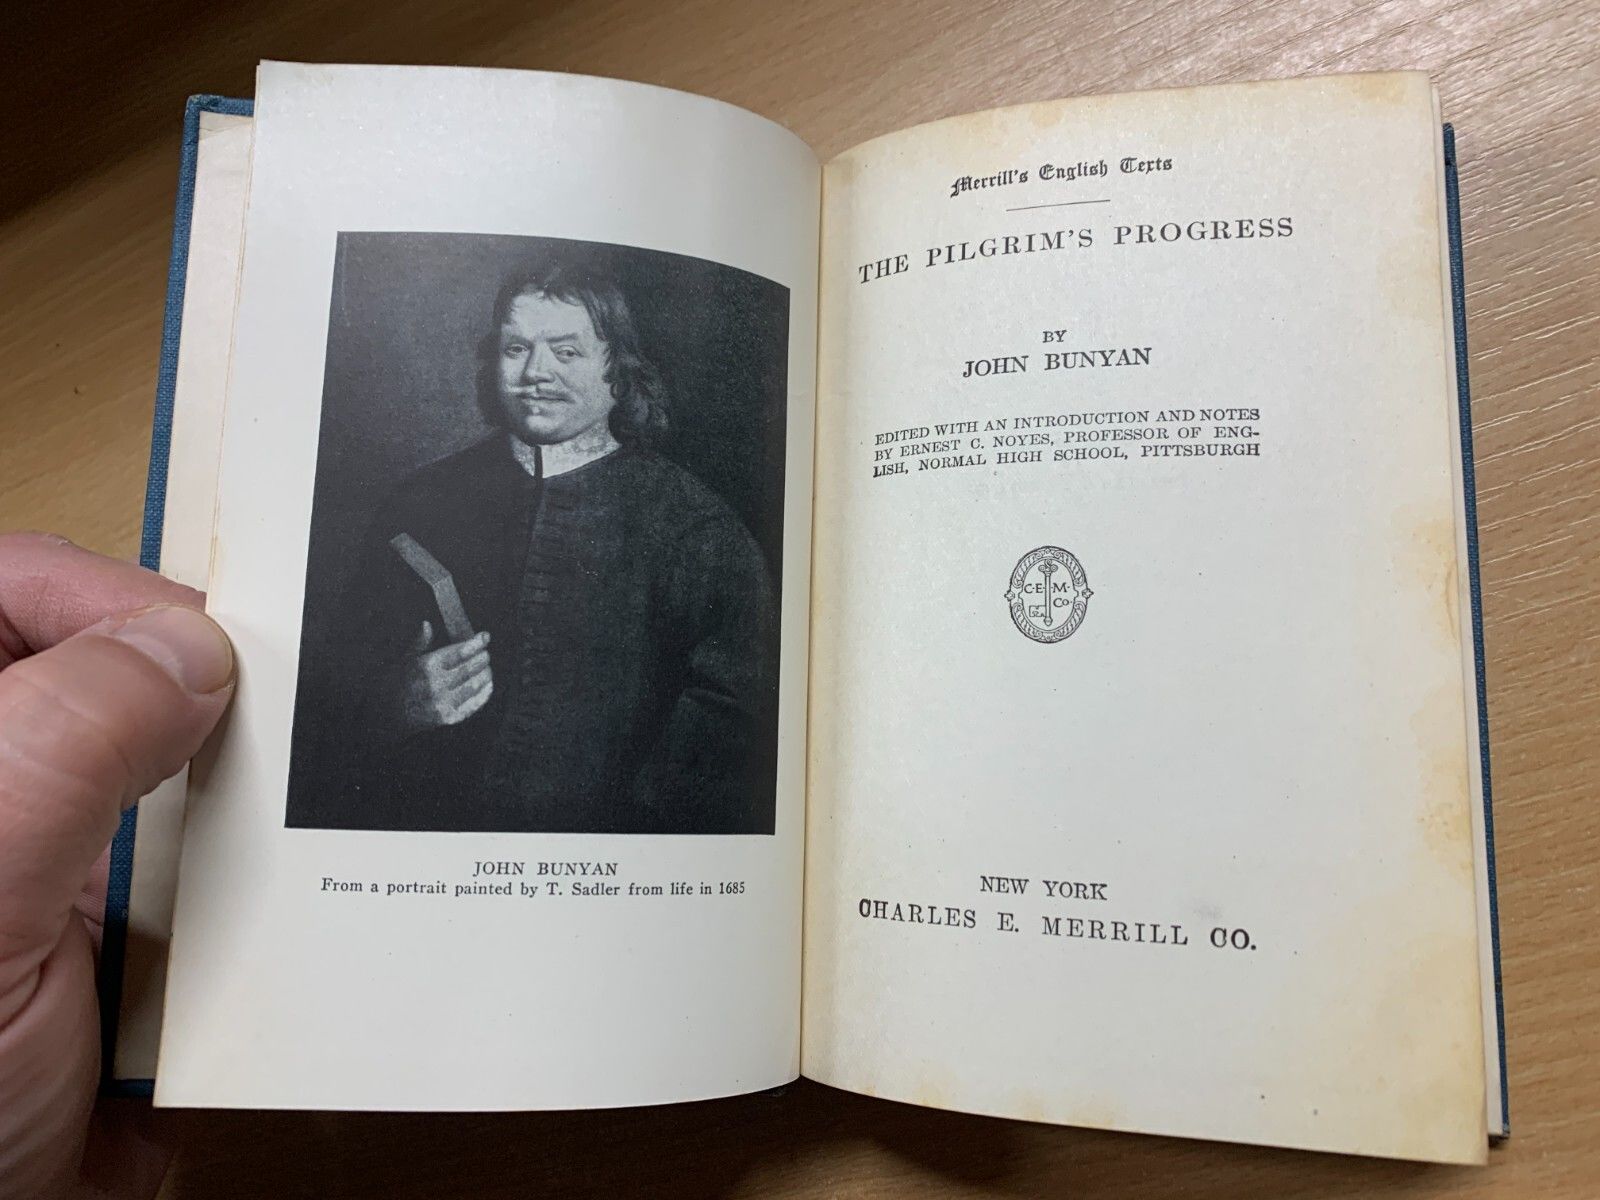 JOHN BUNYAN
From a portrait painted by T. Sadler from life in 1685
Merrill's English Texts
THE PILGRIM'S PROGRESS
BY
JOHN BUNYAN
EDITED WITH AN INTRODUCTION AND NOTES
BY ERNEST C. NOYES, PROFESSOR OF ENG-
LISH, NORMAL HIGH SCHOOL, PITTSBURGH
C·E·M·
Co·
NEW YORK
CHARLES E. MERRILL CO.